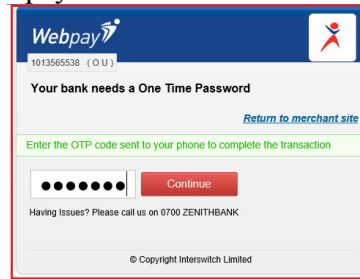 Webpay
1013565538 ( O U )
Your bank needs a One Time Password
Return to merchant site
Enter the OTP code sent to your phone to complete the transaction
Continue
Having Issues? Please call us on 0700 ZENITHBANK
© Copyright Interswitch Limited